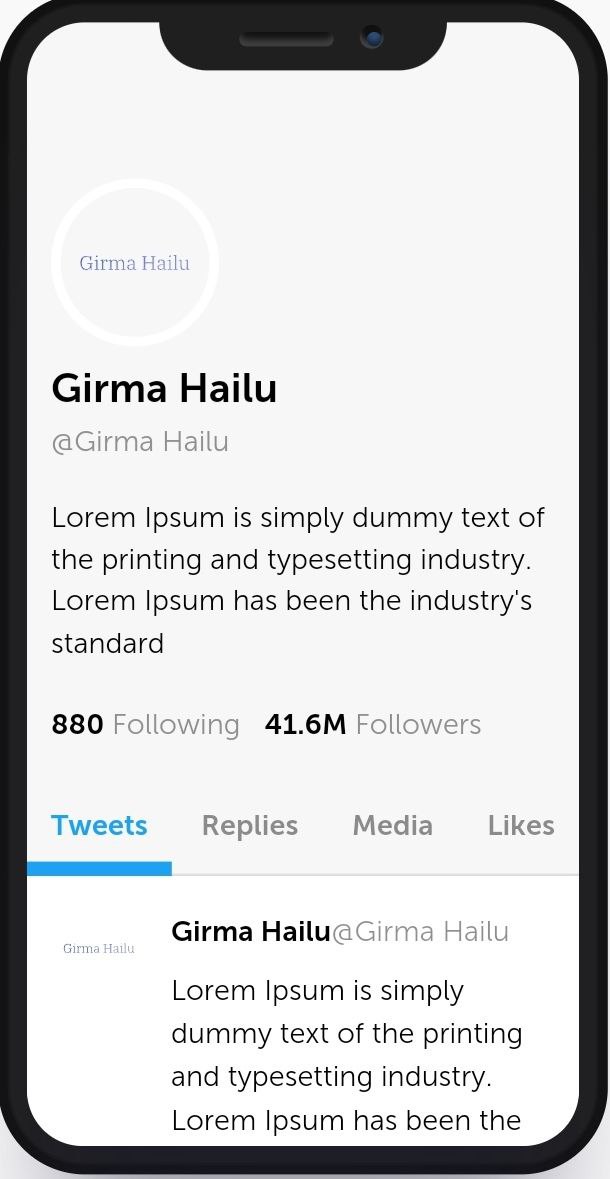 Girma Hailu
Girma Hailu
@Girma Hailu
Lorem Ipsum is simply dummy text of
the printing and typesetting industry.
Lorem Ipsum has been the industry's
standard
880 Following 41.6M Followers
Tweets Replies Media Likes
Girma Hailu
Girma Hailu@Girma Hailu
Lorem Ipsum is simply
dummy text of the printing
and typesetting industry.
Lorem Ipsum has been the